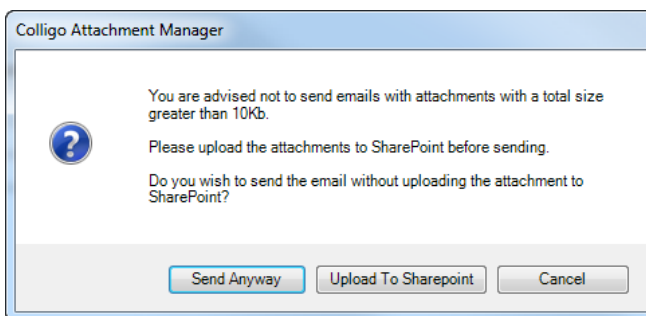 Colligo Attachment Manager
You are advised not to send emails with attachments with a total size
greater than 10Kb.
Please upload the attachments to SharePoint before sending.
Do you wish to send the email without uploading the attachment to
SharePoint?
Send Anyway
Upload To Sharepoint
Cancel